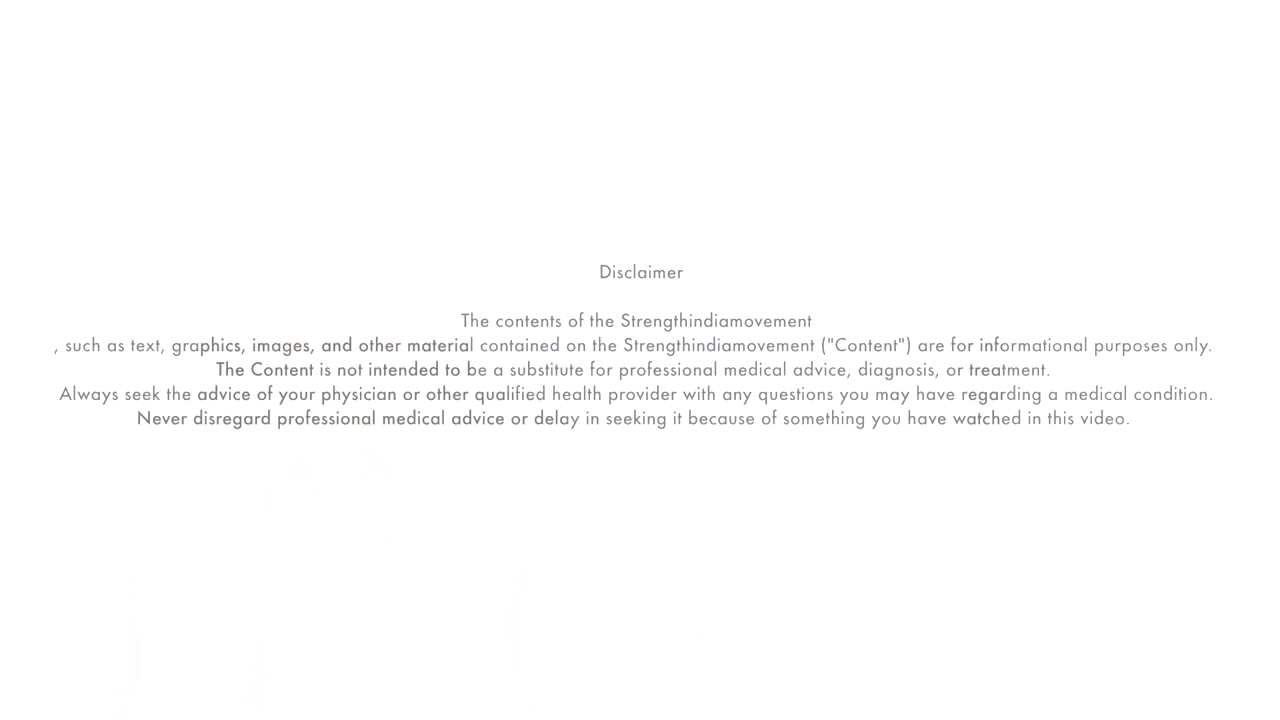 Disclaimer
The contents of the Strengthindiamovement
, such as text, graphics, images, and other material contained on the Strengthindiamovement ("Content") are for informational purposes only.
The Content is not intended to be a substitute for professional medical advice, diagnosis, or treatment.
Always seek the advice of your physician or other qualified health provider with any questions you may have regarding a medical condition.
Never disregard professional medical advice or delay in seeking it because of something you have watched in this video.